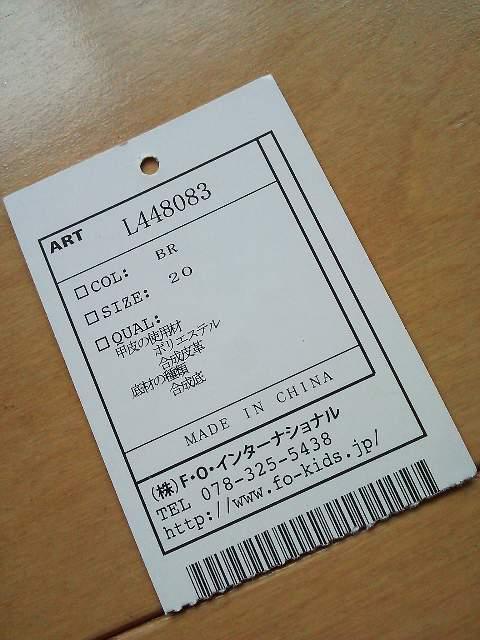 ART L448083
□COL: BR
□SIZE: 20
□QUAL:
甲皮の使用材
ポリエステル
合成皮革
底材の種類
合成底
MADE IN CHINA
(株)F・O・インターナショナル
TEL 078-325-5438
http://www.fo-kids.jp/